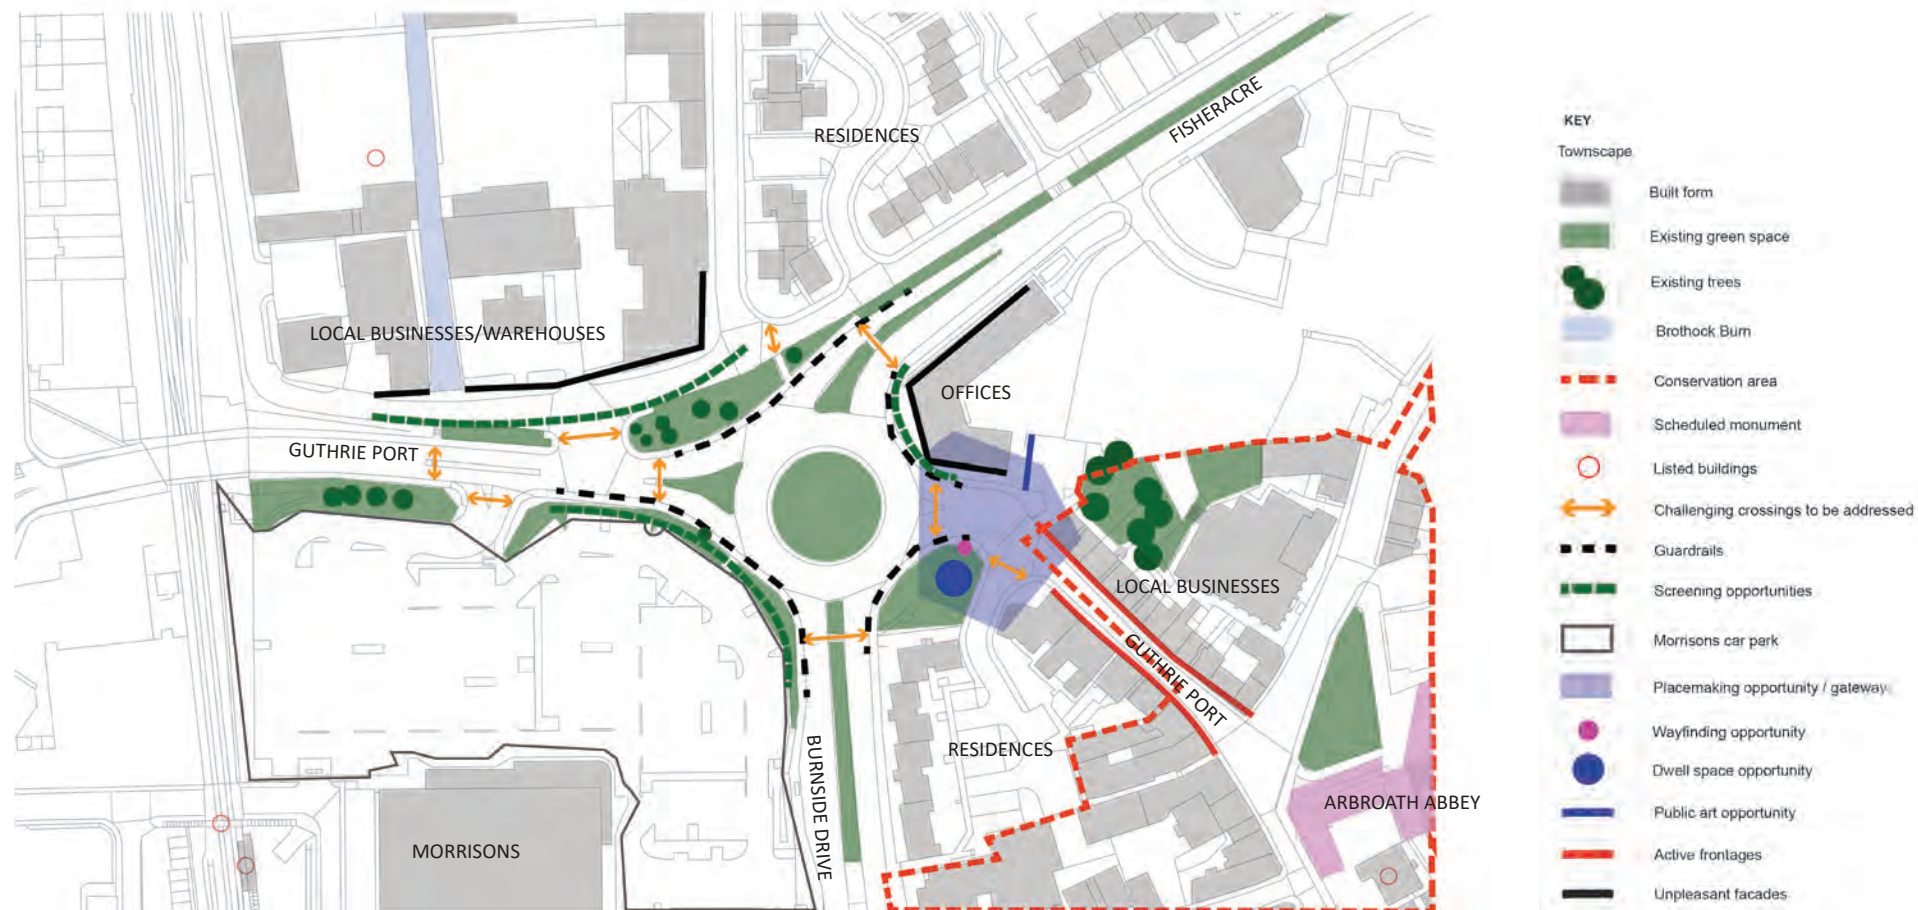 RESIDENCES
FISHERACRE
LOCAL BUSINESSES/WAREHOUSES
OFFICES
GUTHRIE PORT
LOCAL BUSINESSES
GUTHRIE PORT
RESIDENCES
BURNSIDE DRIVE
ARBROATH ABBEY
MORRISONS
KEY
Townscape
Built form
Existing green space
Existing trees
Brothock Burn
Conservation area
Scheduled monument
Listed buildings
Challenging crossings to be addressed
Guardrails
Screening opportunities
Morrisons car park
Placemaking opportunity / gateway
Wayfinding opportunity
Dwell space opportunity
Public art opportunity
Active frontages
Unpleasant facades